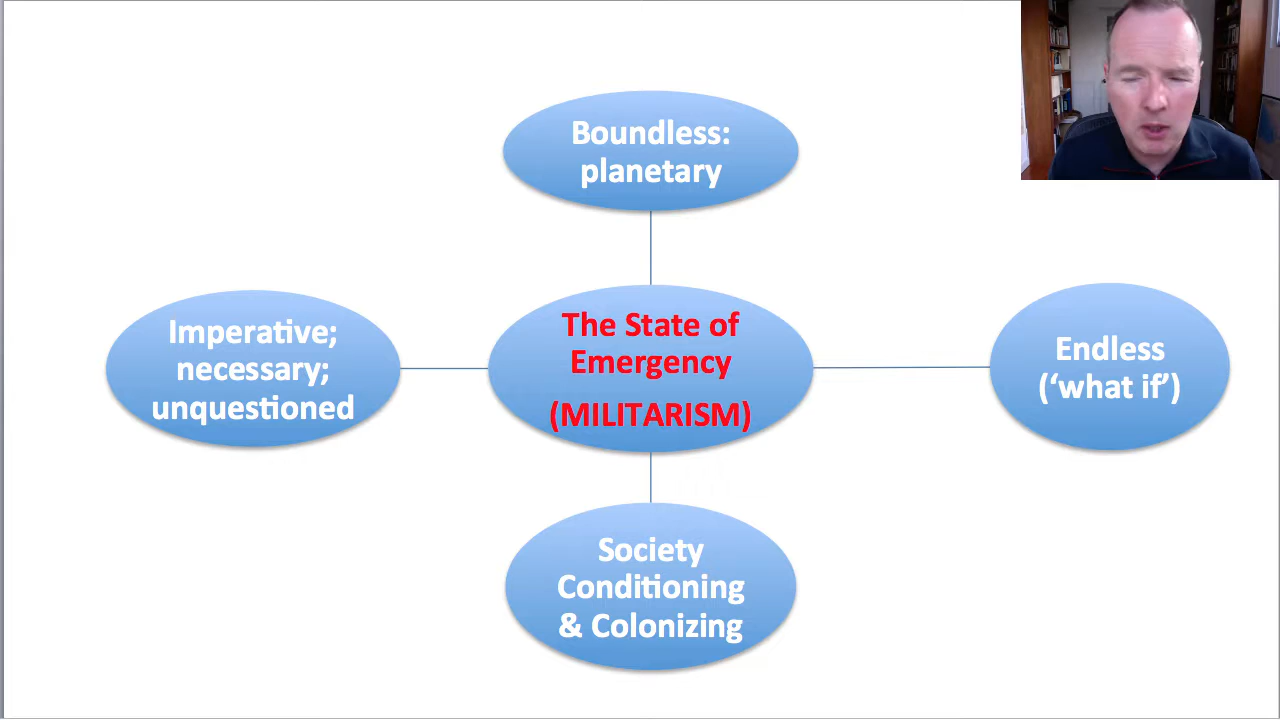 Boundless:
planetary
Imperative;
necessary;
unquestioned
The State of
Emergency
(MILITARISM)
Endless
(‘what if’)
Society
Conditioning
& Colonizing